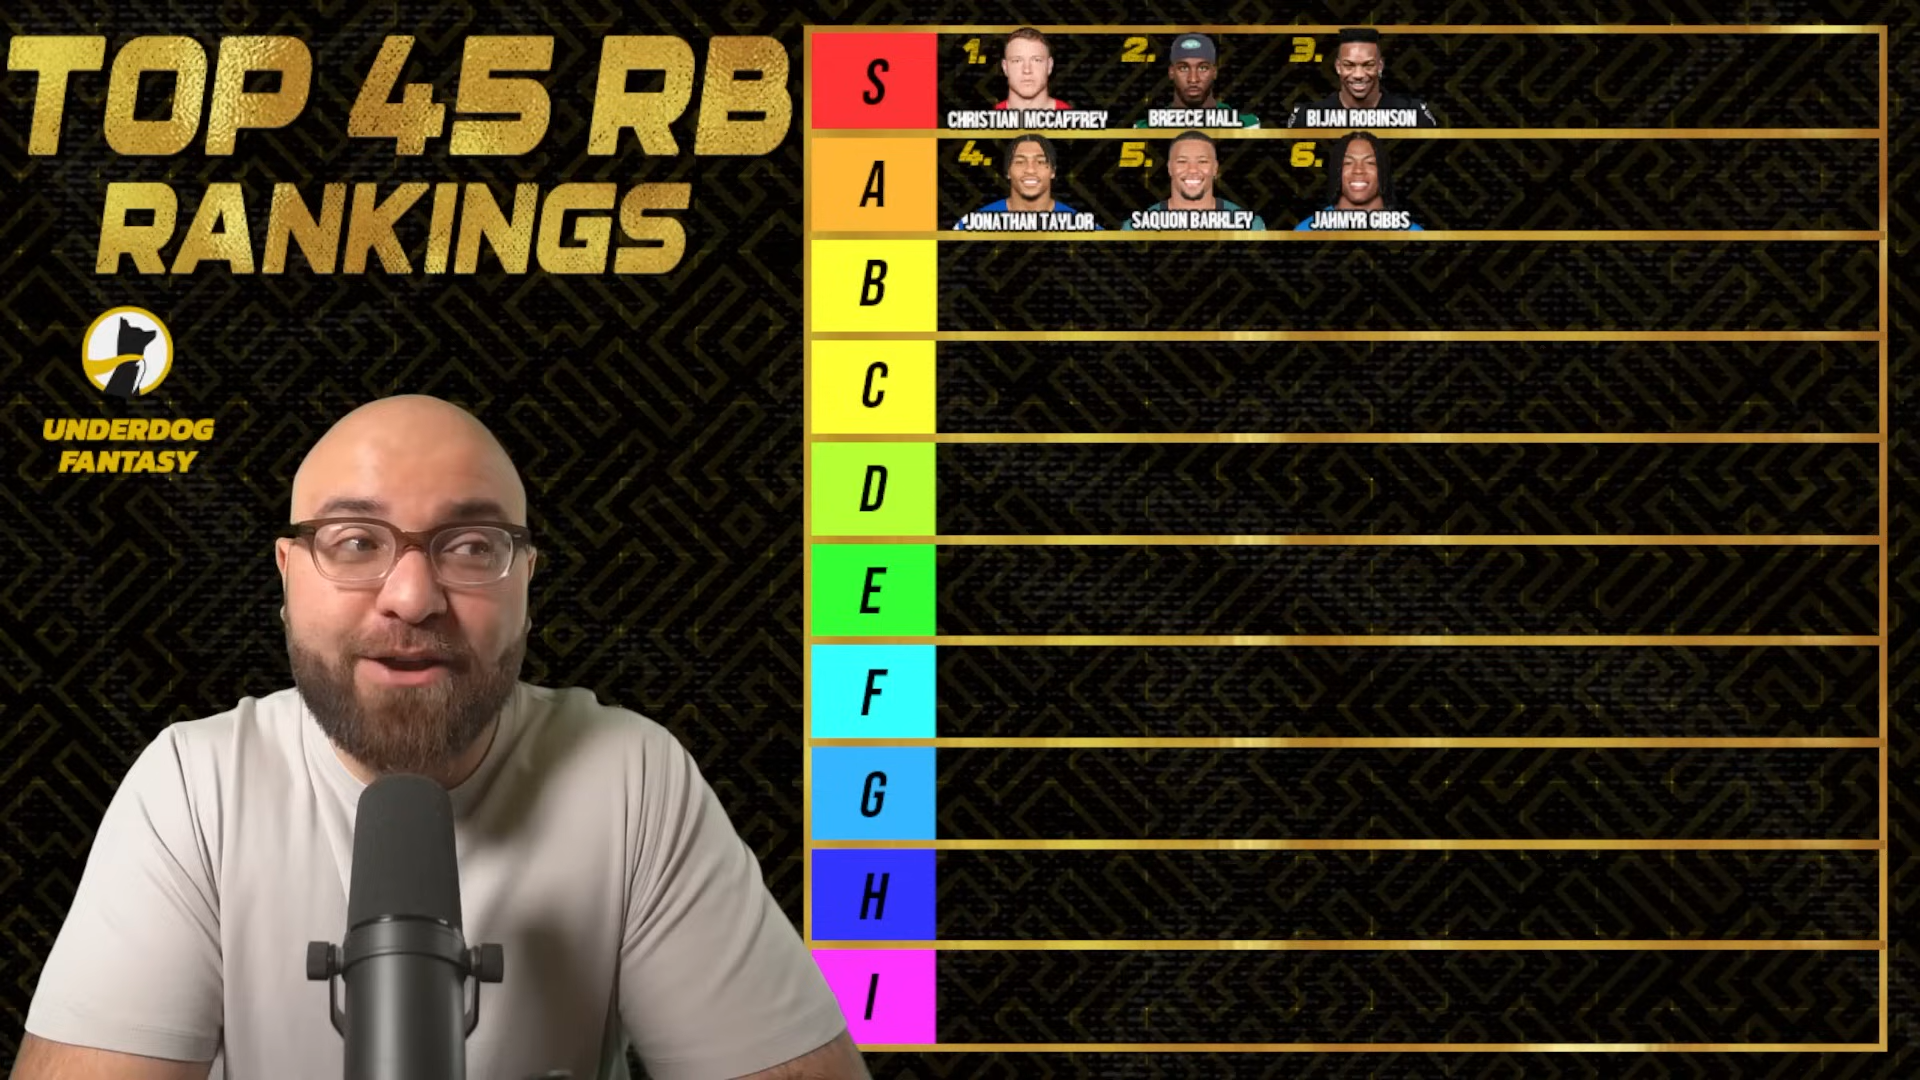 TOP 45 RB
RANKINGS
UNDERDOG
FANTASY
S
1.
CHRISTIAN MCCAFFREY
2.
BREECE HALL
3.
BIJAN ROBINSON
A
4.
JONATHAN TAYLOR
5.
SAQUON BARKLEY
6.
JAHMYR GIBBS
B
C
D
E
F
G
H
I